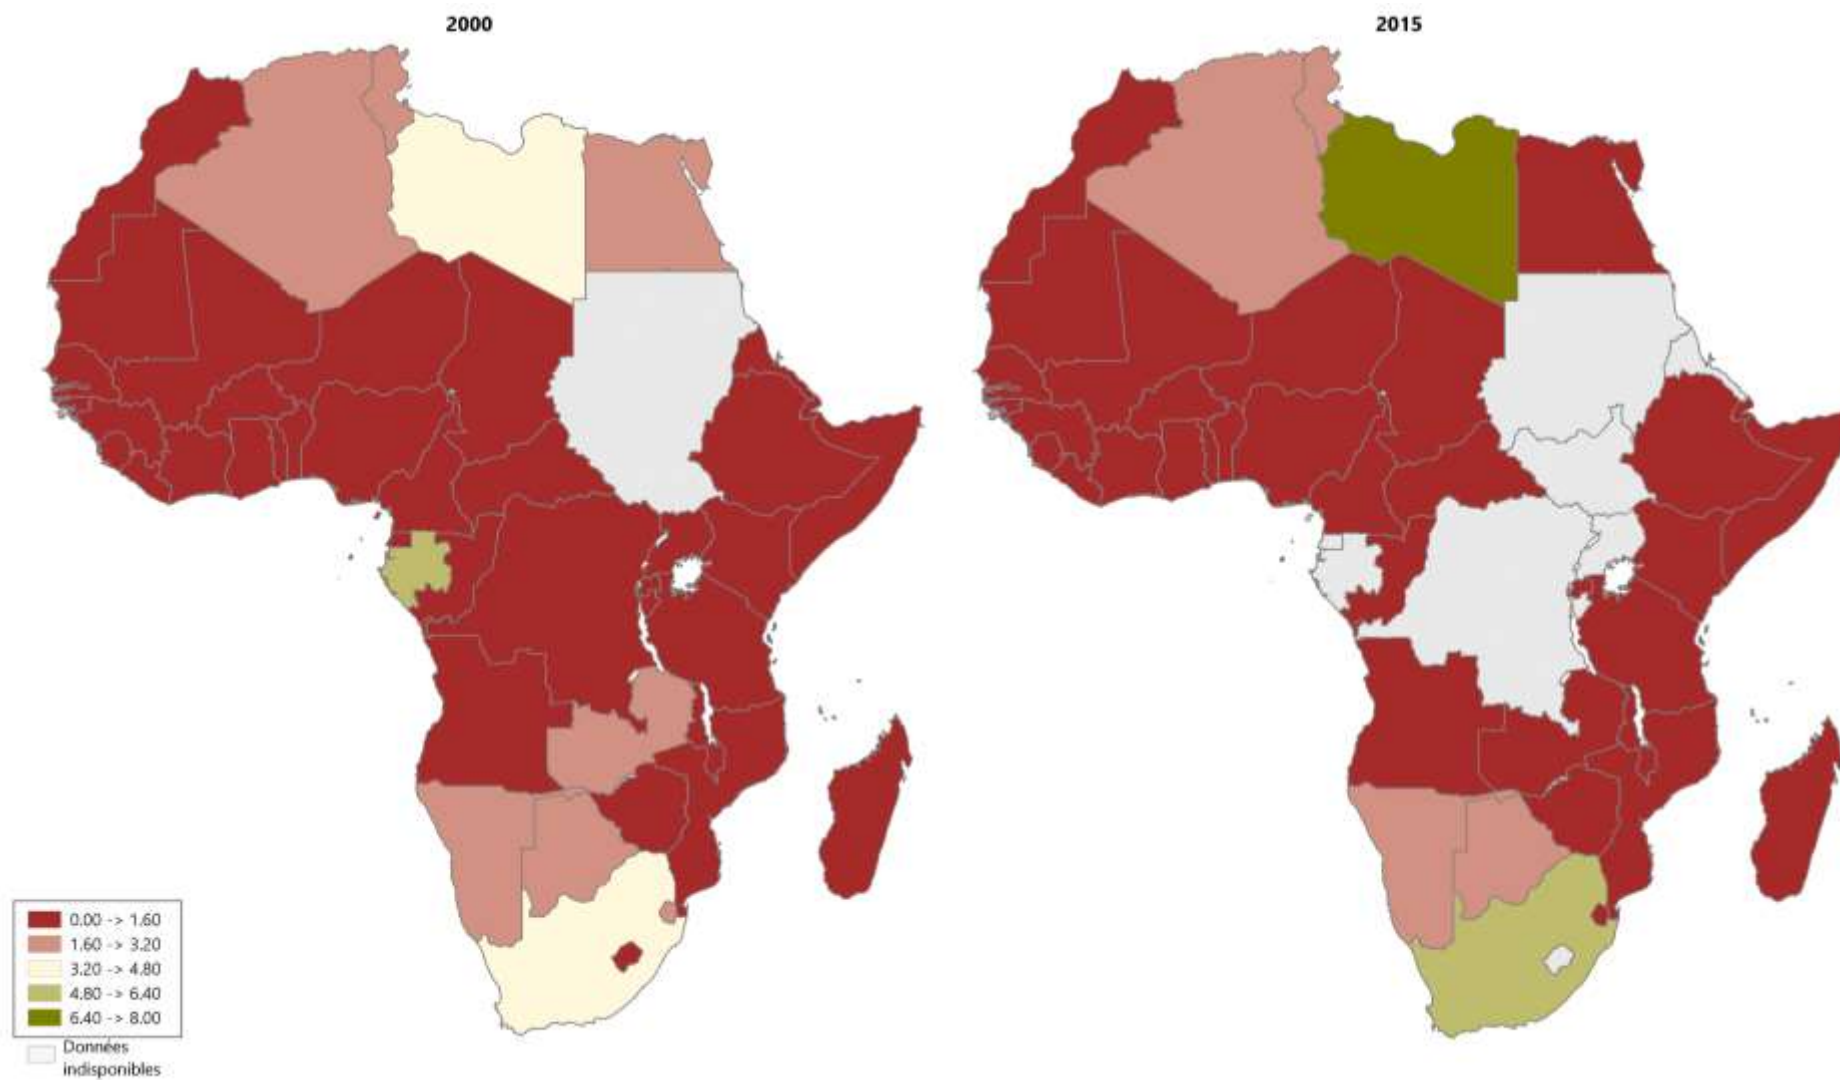 2000
2015
0.00 -> 1.60
1.60 -> 3.20
3.20 -> 4.80
4.80 -> 6.40
6.40 -> 8.00
Données
indisponibles